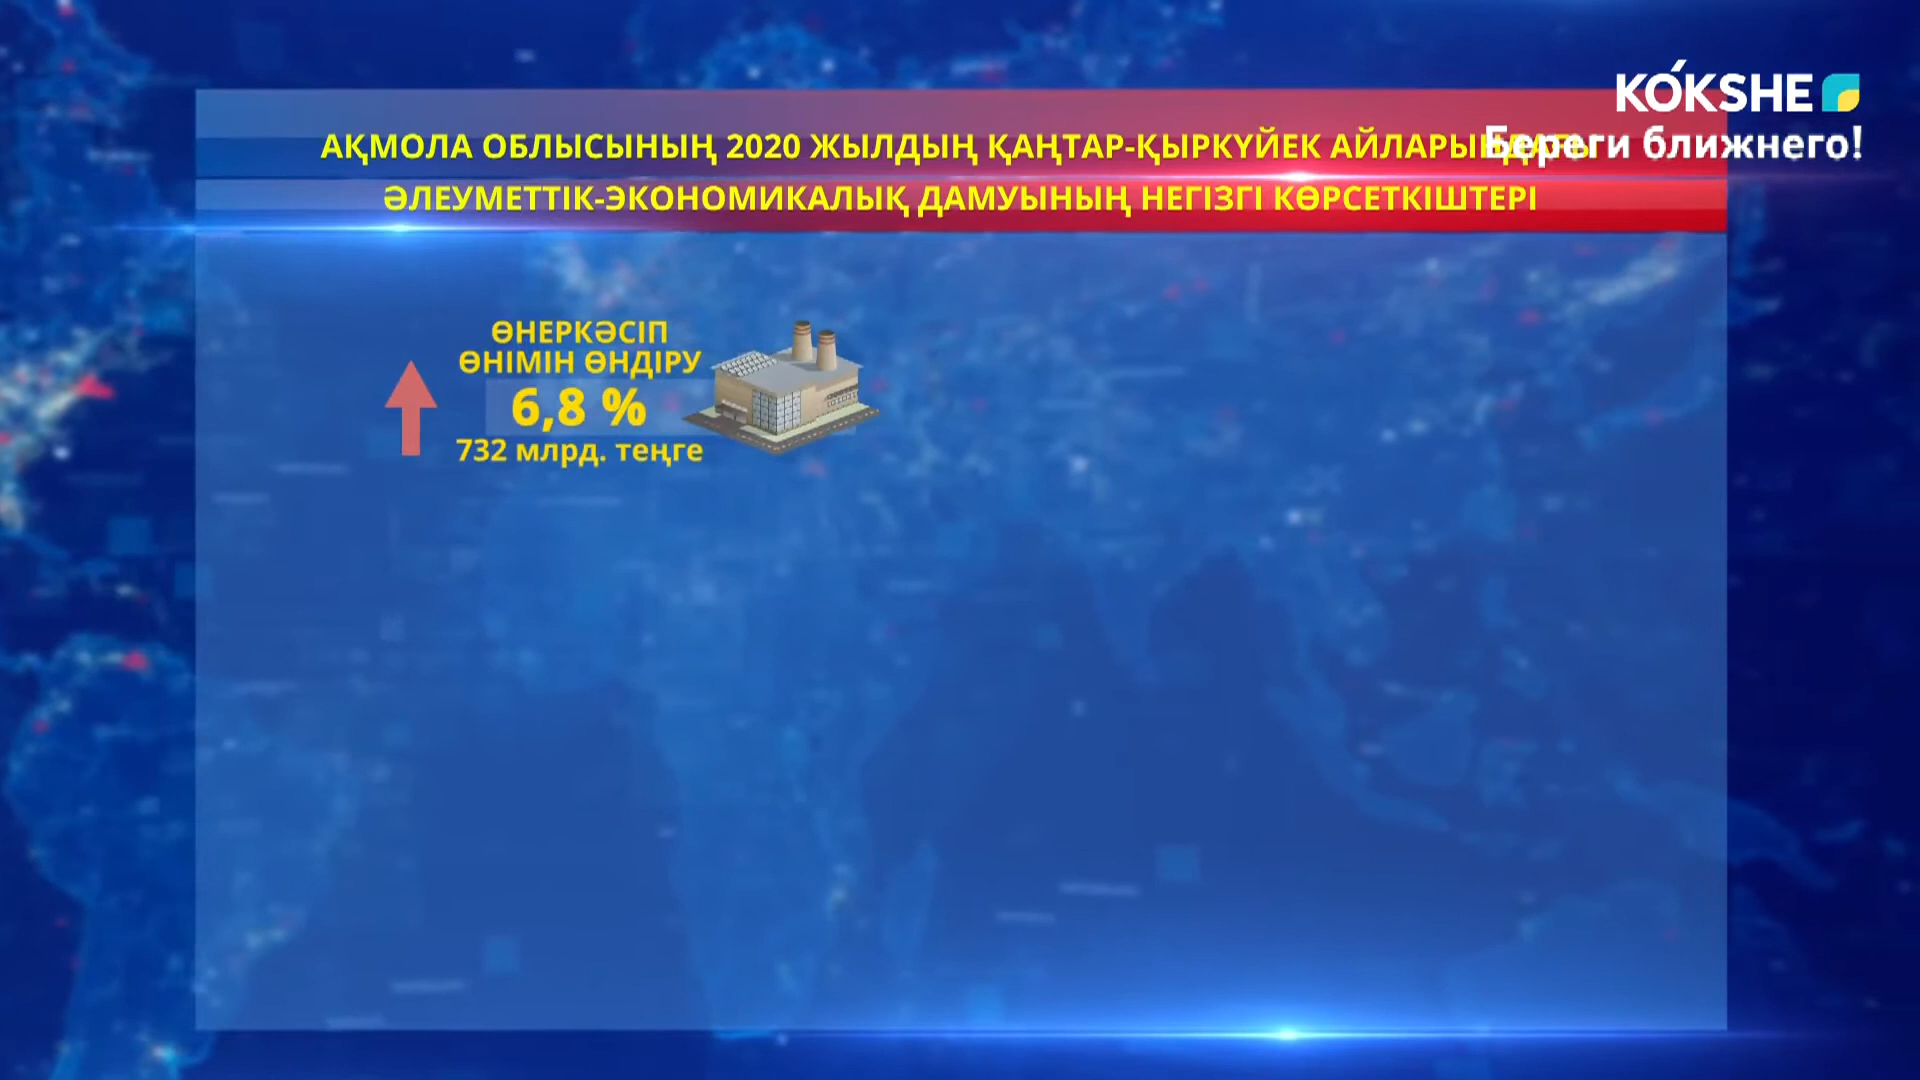 KÓKSHE
Береги ближнего!
АҚМОЛА ОБЛЫСЫНЫҢ 2020 ЖЫЛДЫҢ ҚАҢТАР-ҚЫРКҮЙЕК
ӘЛЕУМЕТТІК-ЭКОНОМИКАЛЫҚ ДАМУЫНЫҢ НЕГІЗГІ КӨРСЕТКІШТЕРІ
ӨНЕРКӘСІП
ӨНІМІН ӨНДІРУ
6,8 %
732 млрд. теңге